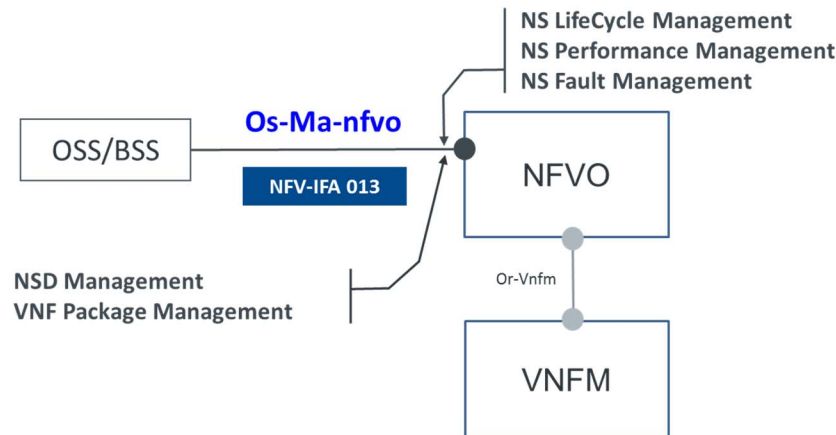 NS LifeCycle Management
NS Performance Management
NS Fault Management
Os-Ma-nfvo
OSS/BSS
NFVO
NFV-IFA 013
NSD Management
VNF Package Management
Or-Vnfm
VNFM